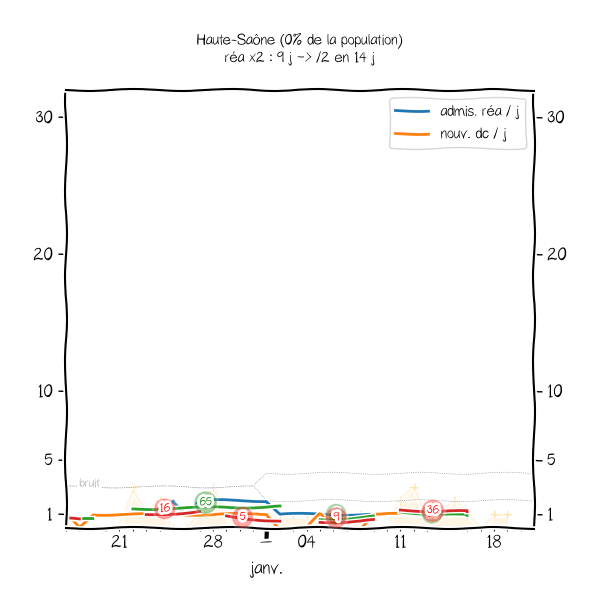 Haute-Saône (0% de la population)
réa x2 : 9 j -> /2 en 14 j
admis. réa / j
nouv. dc / j
30 30
20 20
10 10
5 5
bruit
1 1
16 65 5 9 36
21 28 1 04 11 18
janv.